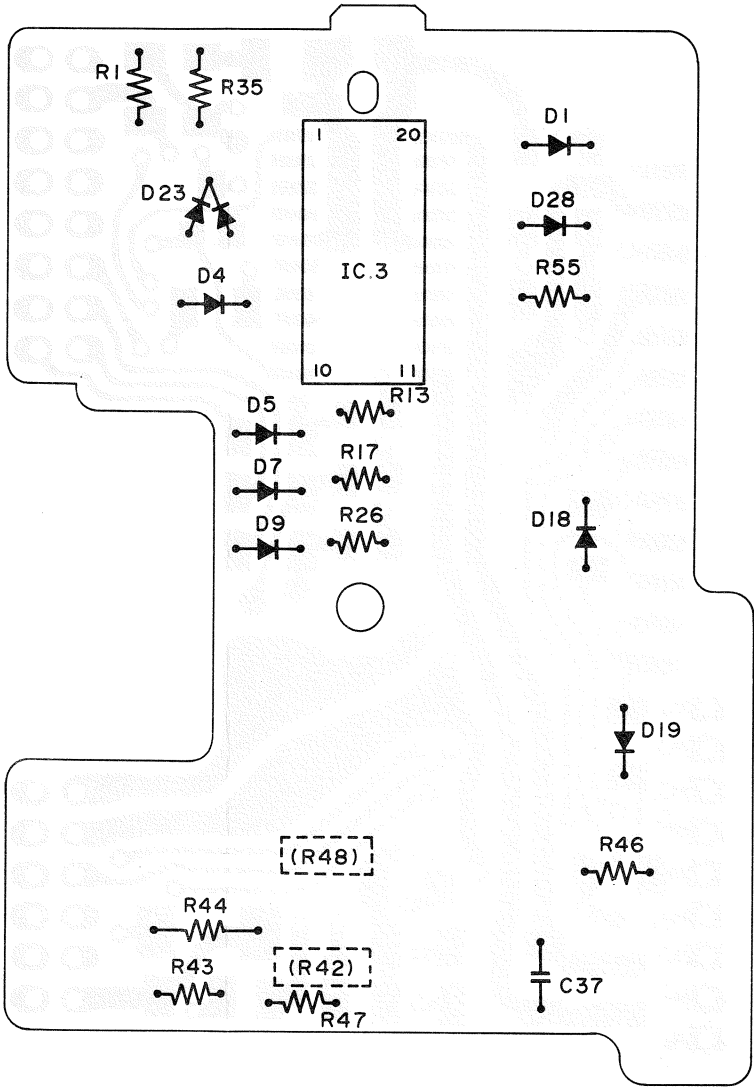 R1
R35
D1
1 20
D23
D28
IC.3
R55
D4
10 11
R13
D5
R17
D7
R26
D9
D18
D19
(R48)
R46
R44
(R42)
R43
C37
R47